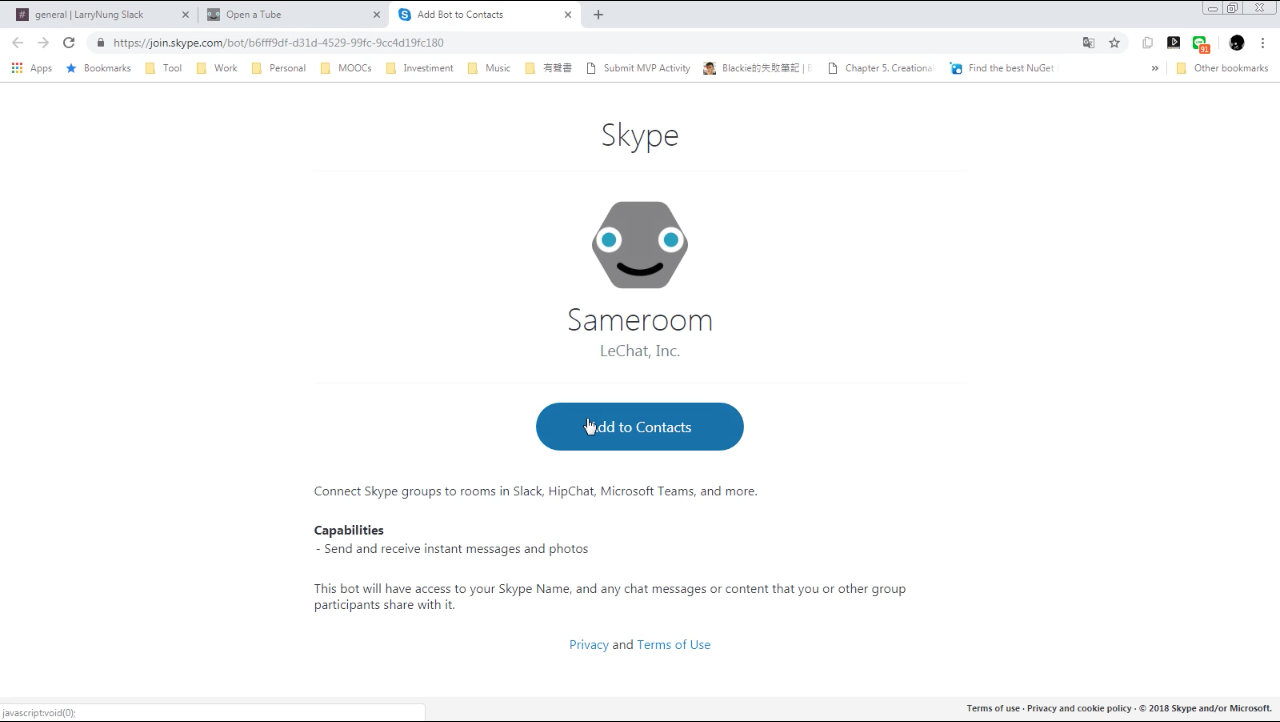 general | LarryNung Slack
Open a Tube
Add Bot to Contacts
https://join.skype.com/bot/b6fff9df-d31d-4529-99fc-9cc4d19fc180
91
Apps Bookmarks Tool Work Personal MOOCs Investiment Music 有聲書 Submit MVP Activity Blackie的失敗筆記 | Chapter 5. Creationa Find the best NuGet » Other bookmarks
Skype
Sameroom
LeChat, Inc.
Add to Contacts
Connect Skype groups to rooms in Slack, HipChat, Microsoft Teams, and more.
Capabilities
- Send and receive instant messages and photos
This bot will have access to your Skype Name, and any chat messages or content that you or other group
participants share with it.
Privacy and Terms of Use
javascript:void(0);
Terms of use · Privacy and cookie policy · © 2018 Skype and/or Microsoft.